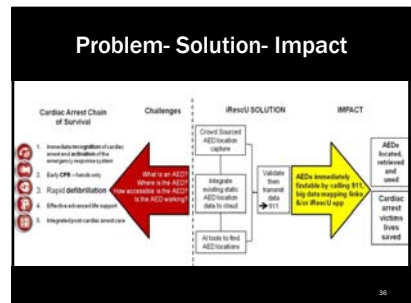 Problem- Solution- Impact
Cardiac Arrest Chain
of Survival
1. Immediate recognition of cardiac
arrest and activation of the
emergency response system
2. Early CPR – hands only
3. Rapid defibrillation
4. Effective advanced life support
5. Integrated post-cardiac arrest care
Challenges
What is an AED?
Where is the AED?
How accessible is the AED?
Is the AED working?
iRescU SOLUTION
Crowd Sourced
AED location
capture
Integrate
existing static
AED location
data to cloud
AI tools to find
AED locations
Validate
then
transmit
data
➔ 911
IMPACT
AEDs immediately
findable by calling 911,
big data mapping links
&/or iRescU app
AEDs
located,
retrieved
and
used
Cardiac
arrest
victims
lives
saved
36